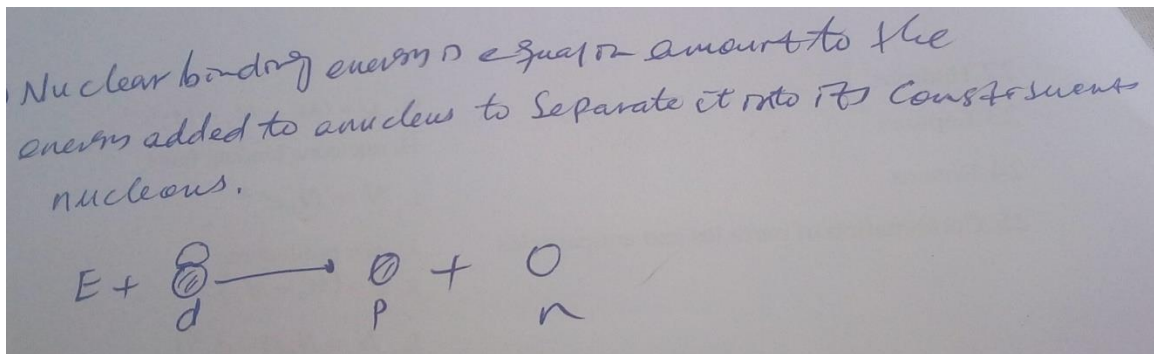 Nuclear binding energy is equal in amount to the
energy added to a nucleus to separate it into its constituent
nucleons.
E + → + 
d p n